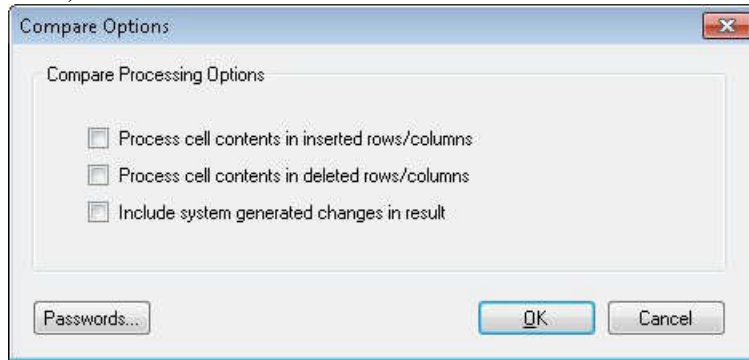 Compare Options
Compare Processing Options
Process cell contents in inserted rows/columns
Process cell contents in deleted rows/columns
Include system generated changes in result
Passwords...
OK
Cancel